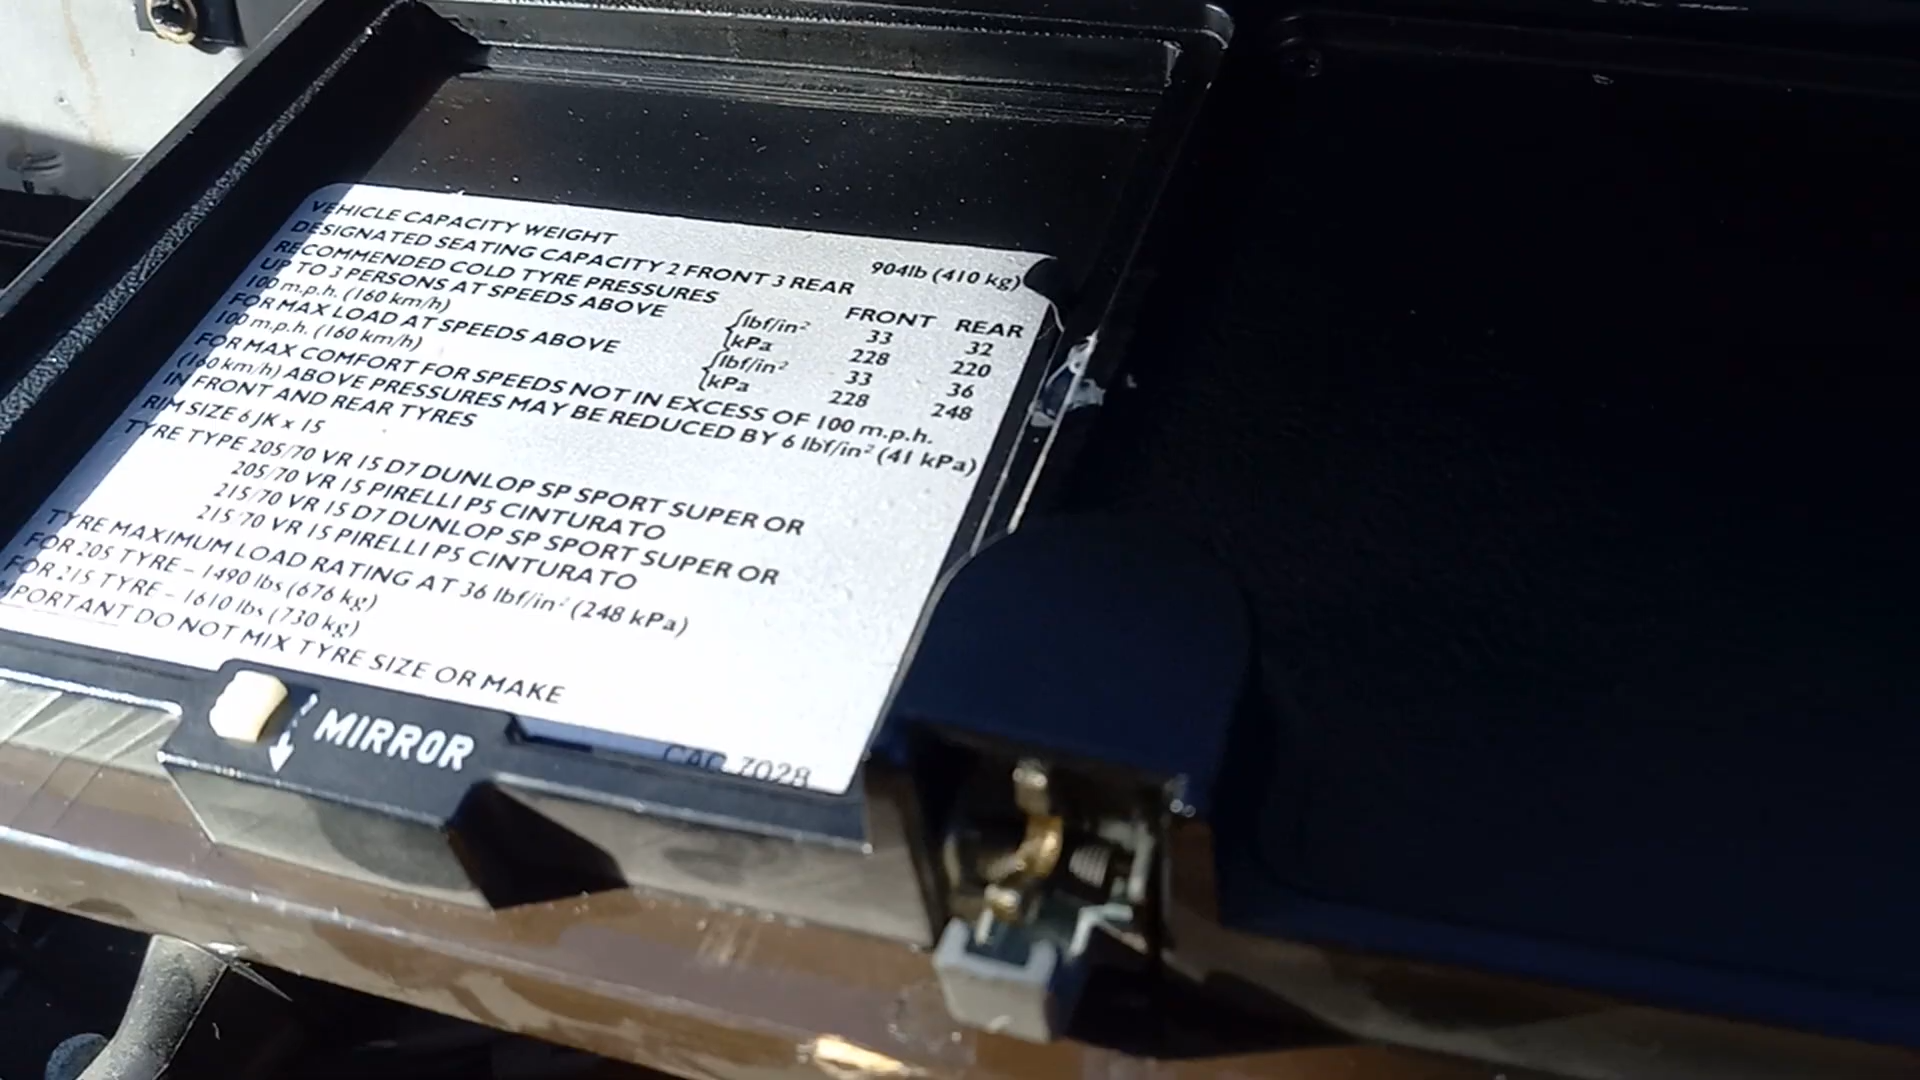 VEHICLE CAPACITY WEIGHT 904lb (410 kg)
DESIGNATED SEATING CAPACITY 2 FRONT 3 REAR
RECOMMENDED COLD TYRE PRESSURES FRONT REAR
UP TO 3 PERSONS AT SPEEDS ABOVE lbf/in² 33 32
100 m.p.h. (160 km/h) kPa 228 220
FOR MAX LOAD AT SPEEDS ABOVE lbf/in² 33 36
100 m.p.h. (160 km/h) kPa 228 248
FOR MAX COMFORT FOR SPEEDS NOT IN EXCESS OF 100 m.p.h.
(160 km/h) ABOVE PRESSURES MAY BE REDUCED BY 6 lbf/in² (41 kPa)
IN FRONT AND REAR TYRES
RIM SIZE 6 JK x 15
TYRE TYPE 205/70 VR 15 D7 DUNLOP SP SPORT SUPER OR
205/70 VR 15 PIRELLI P5 CINTURATO
215/70 VR 15 D7 DUNLOP SP SPORT SUPER OR
215/70 VR 15 PIRELLI P5 CINTURATO
TYRE MAXIMUM LOAD RATING AT 36 lbf/in² (248 kPa)
FOR 205 TYRE – 1490 lbs (676 kg)
FOR 215 TYRE – 1610 lbs (730 kg)
IMPORTANT DO NOT MIX TYRE SIZE OR MAKE
MIRROR
CAC 7028